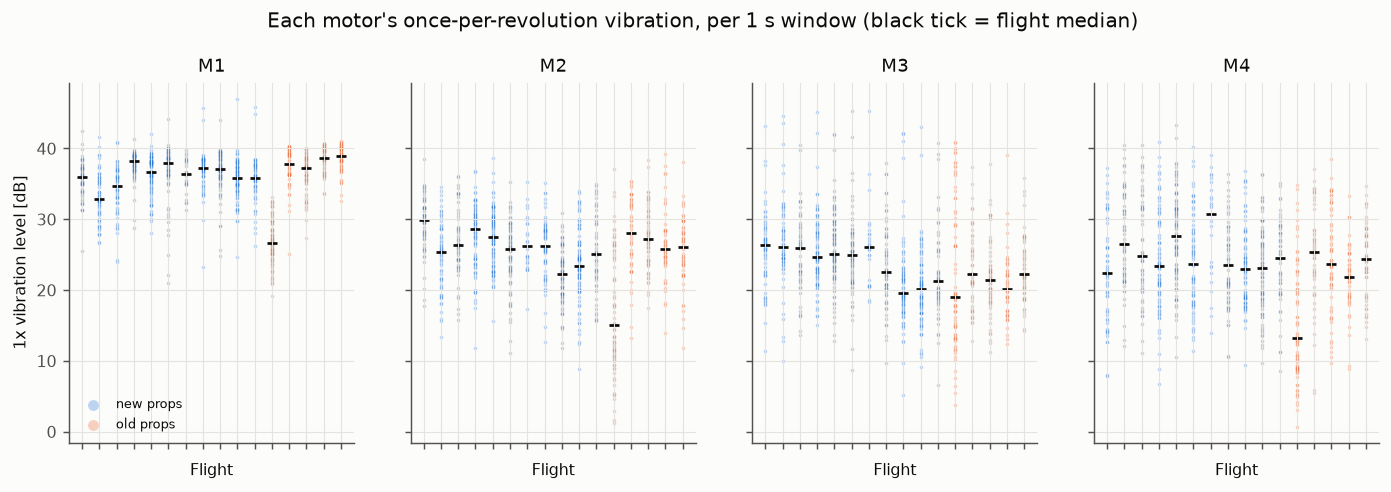 Each motor's once-per-revolution vibration, per 1 s window (black tick = flight median)
M1
M2
M3
M4
1x vibration level [dB]
40
30
20
10
0
new props
old props
Flight
Flight
Flight
Flight